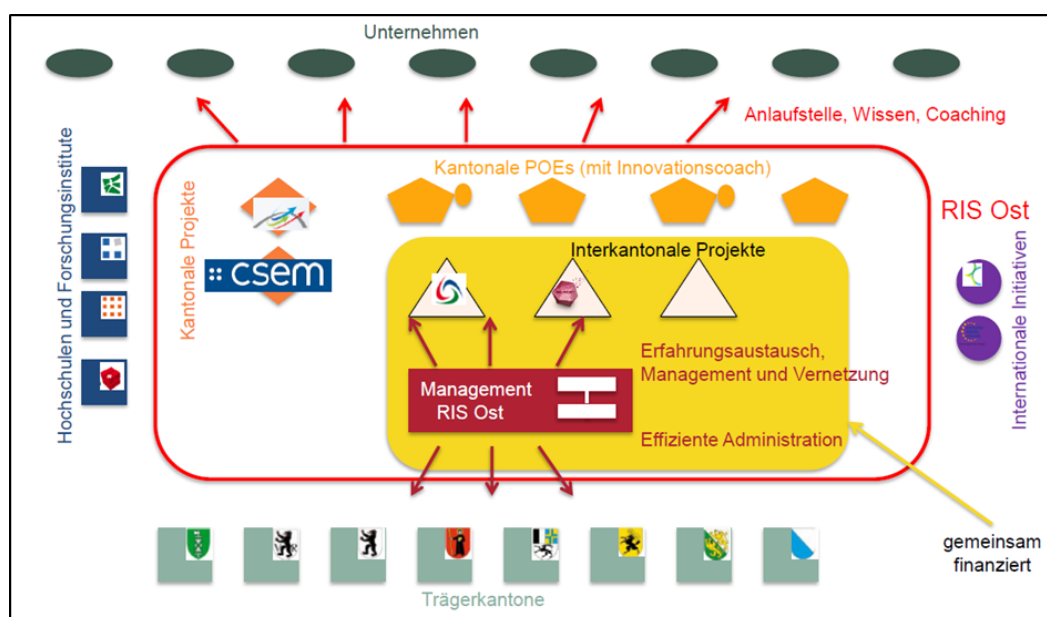 Unternehmen
Anlaufstelle, Wissen, Coaching
Hochschulen und Forschungsinstitute
Kantonale Projekte
Kantonale POEs (mit Innovationscoach)
RIS Ost
:: csem
Interkantonale Projekte
Internationale Initiativen
Erfahrungsaustausch,
Management und Vernetzung
Management
RIS Ost
Effiziente Administration
gemeinsam
finanziert
Trägerkantone